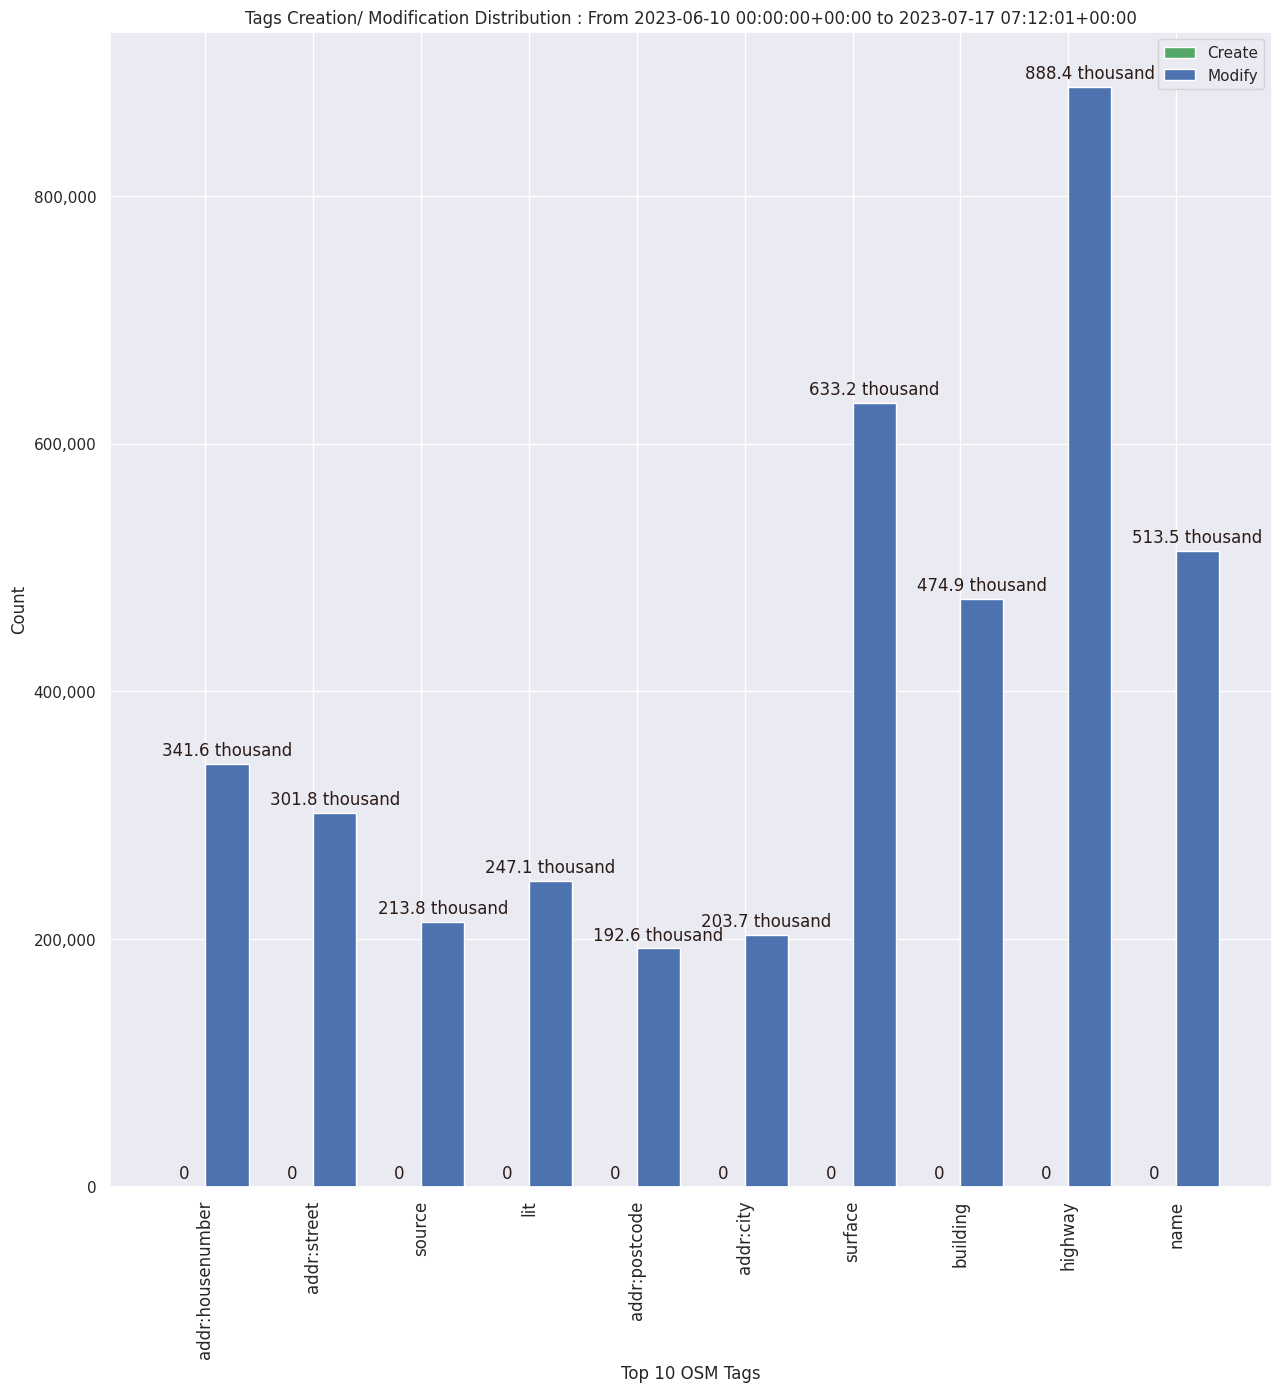 Tags Creation/ Modification Distribution : From 2023-06-10 00:00:00+00:00 to 2023-07-17 07:12:01+00:00
Create
Modify
888.4 thousand
800,000
633.2 thousand
600,000
513.5 thousand
474.9 thousand
Count
400,000
341.6 thousand
301.8 thousand
247.1 thousand
213.8 thousand
203.7 thousand
192.6 thousand
200,000
0 0 0 0 0 0 0 0 0 0
0
addr:housenumber
addr:street
source
lit
addr:postcode
addr:city
surface
building
highway
name
Top 10 OSM Tags